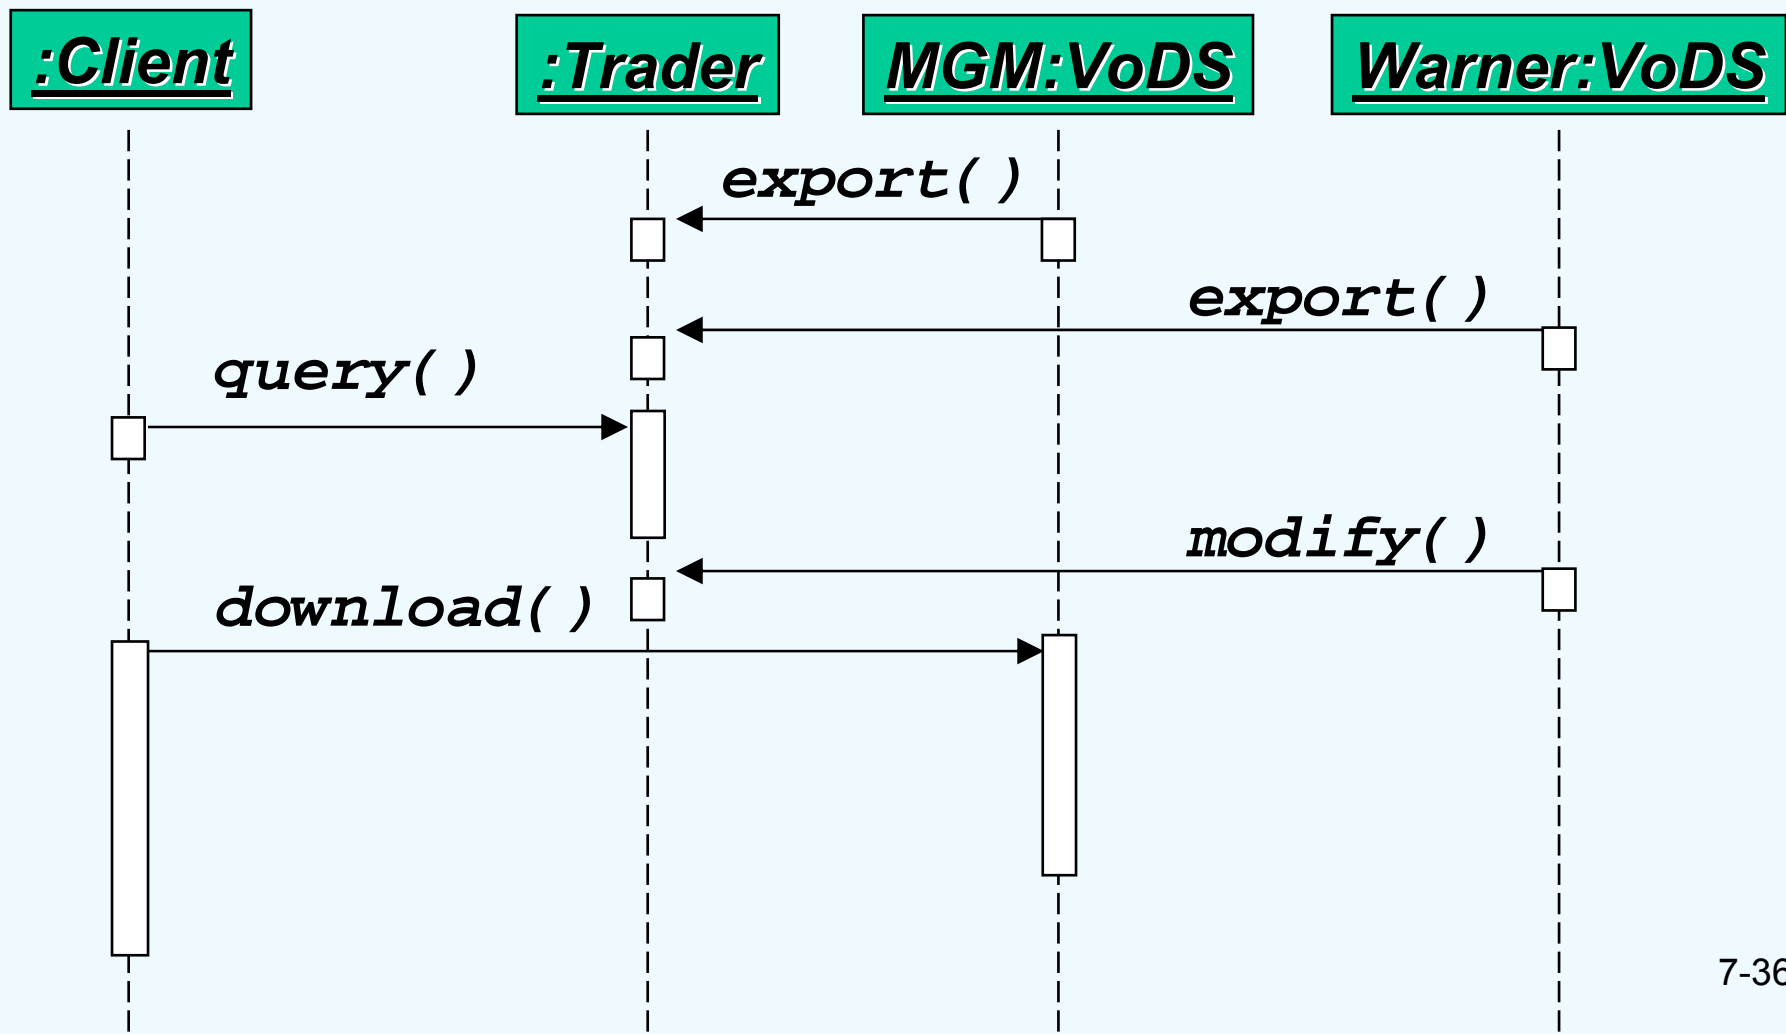 :Client
:Trader
MGM:VoDS
Warner:VoDS
export()
export()
query()
modify()
download()
7-36